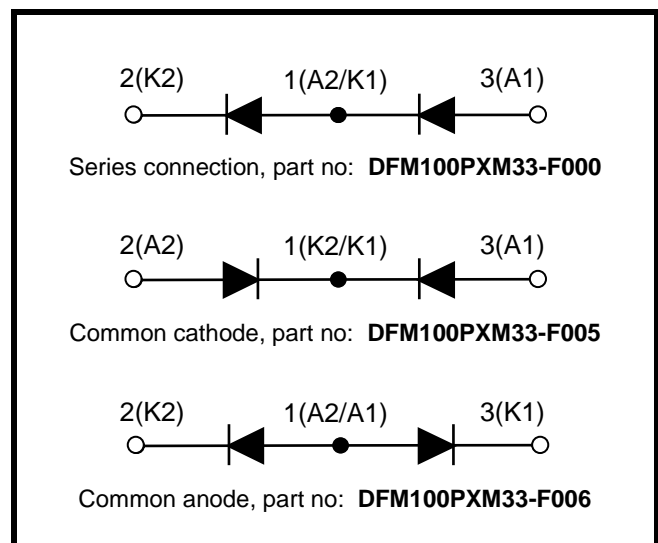 2(K2) 1(A2/K1) 3(A1)
Series connection, part no: DFM100PXM33-F000
2(A2) 1(K2/K1) 3(A1)
Common cathode, part no: DFM100PXM33-F005
2(K2) 1(A2/A1) 3(K1)
Common anode, part no: DFM100PXM33-F006